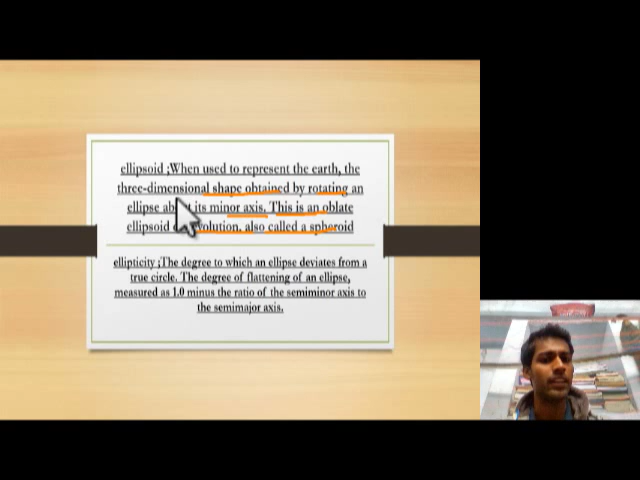 ellipsoid ;When used to represent the earth, the
three-dimensional shape obtained by rotating an
ellipse its minor axis. This is an oblate
ellipsoid also called a spheroid
ellipticity ;The degree to which an ellipse deviates from a
true circle. The degree of flattening of an ellipse,
measured as 1.0 minus the ratio of the semiminor axis to
the semimajor axis.